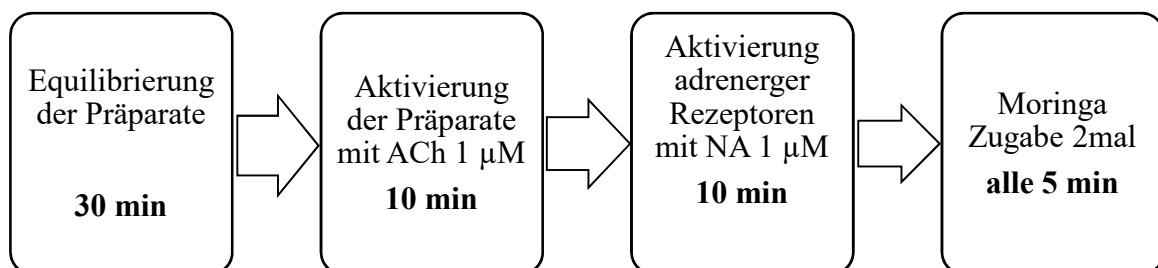 Equilibrierung
der Präparate
30 min
Aktivierung
der Präparate
mit ACh 1 µM
10 min
Aktivierung
adrenerger
Rezeptoren
mit NA 1 µM
10 min
Moringa
Zugabe 2mal
alle 5 min